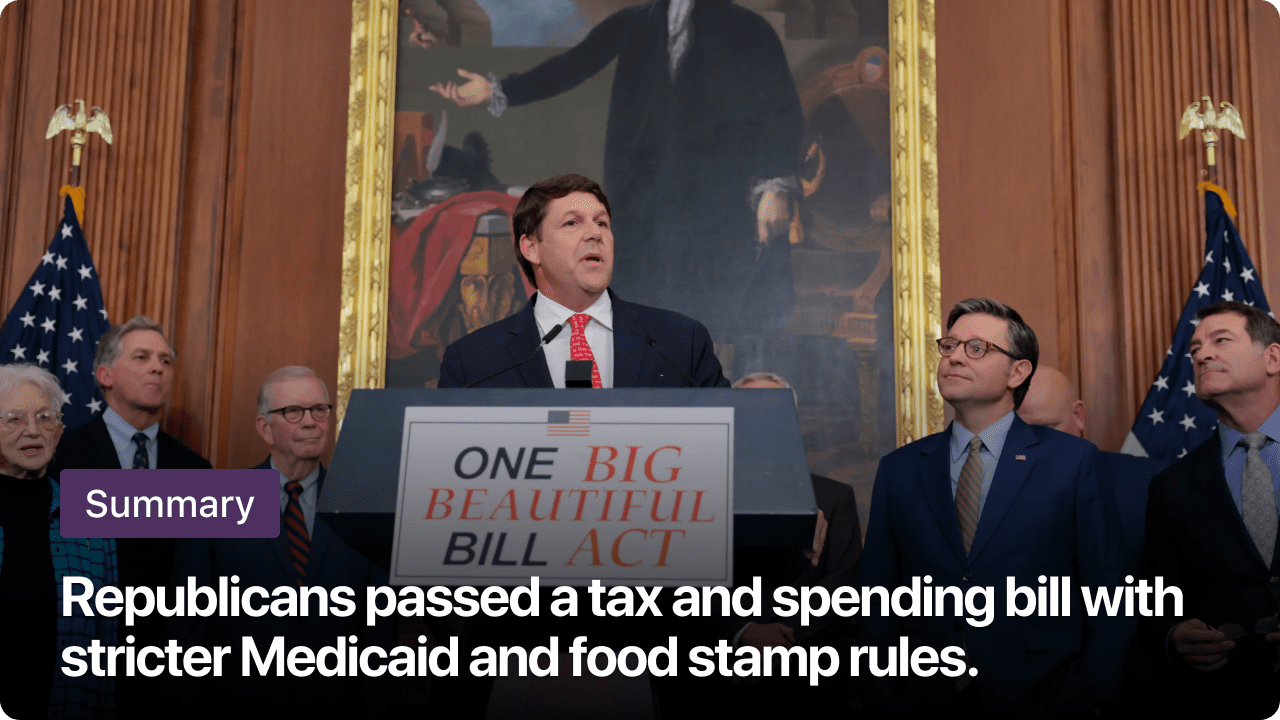 ONE BIG
BEAUTIFUL
BILL ACT
Summary
Republicans passed a tax and spending bill with
stricter Medicaid and food stamp rules.